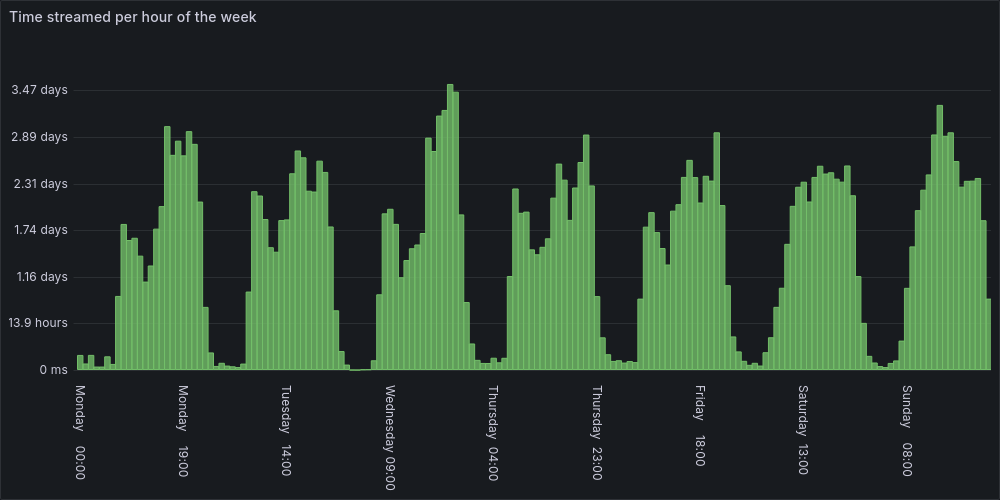 Time streamed per hour of the week
3.47 days
2.89 days
2.31 days
1.74 days
1.16 days
13.9 hours
0 ms
Monday 00:00
Monday 19:00
Tuesday 14:00
Wednesday 09:00
Thursday 04:00
Thursday 23:00
Friday 18:00
Saturday 13:00
Sunday 08:00